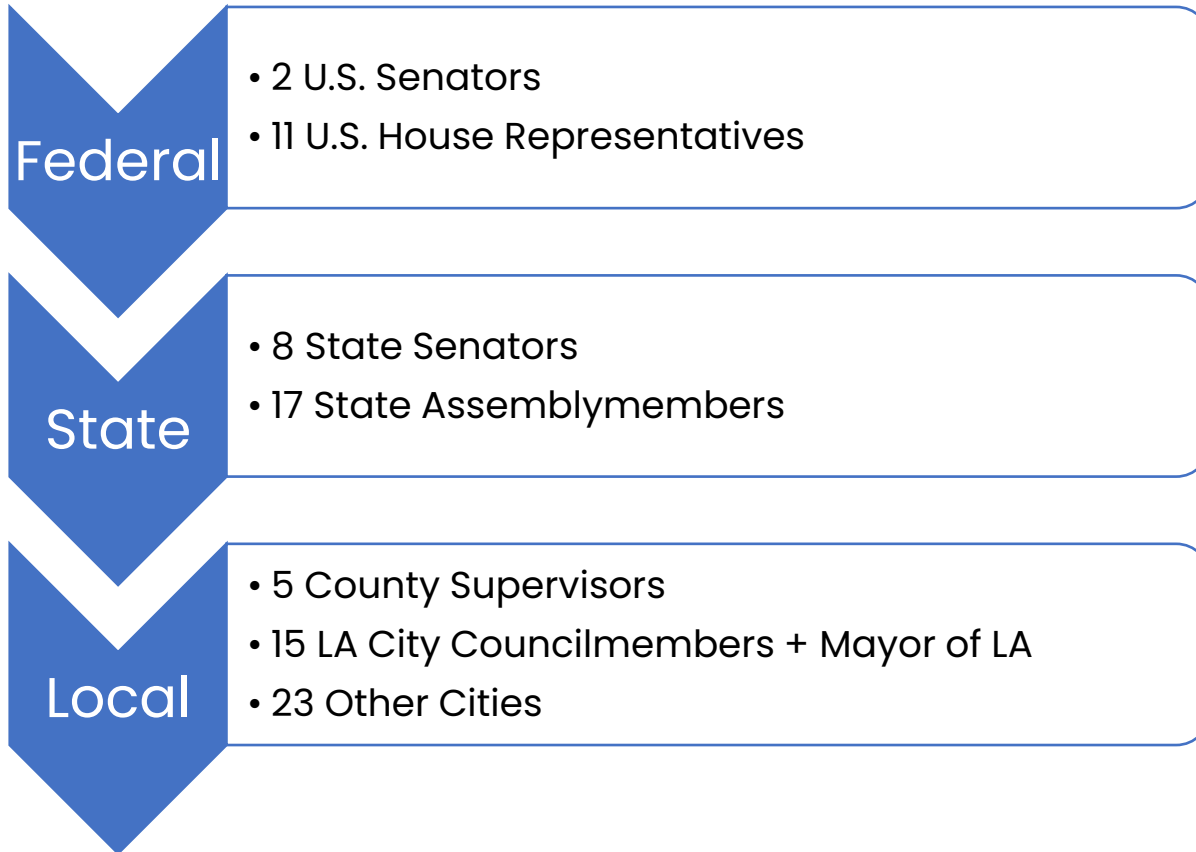 Federal
• 2 U.S. Senators
• 11 U.S. House Representatives
State
• 8 State Senators
• 17 State Assemblymembers
Local
• 5 County Supervisors
• 15 LA City Councilmembers + Mayor of LA
• 23 Other Cities